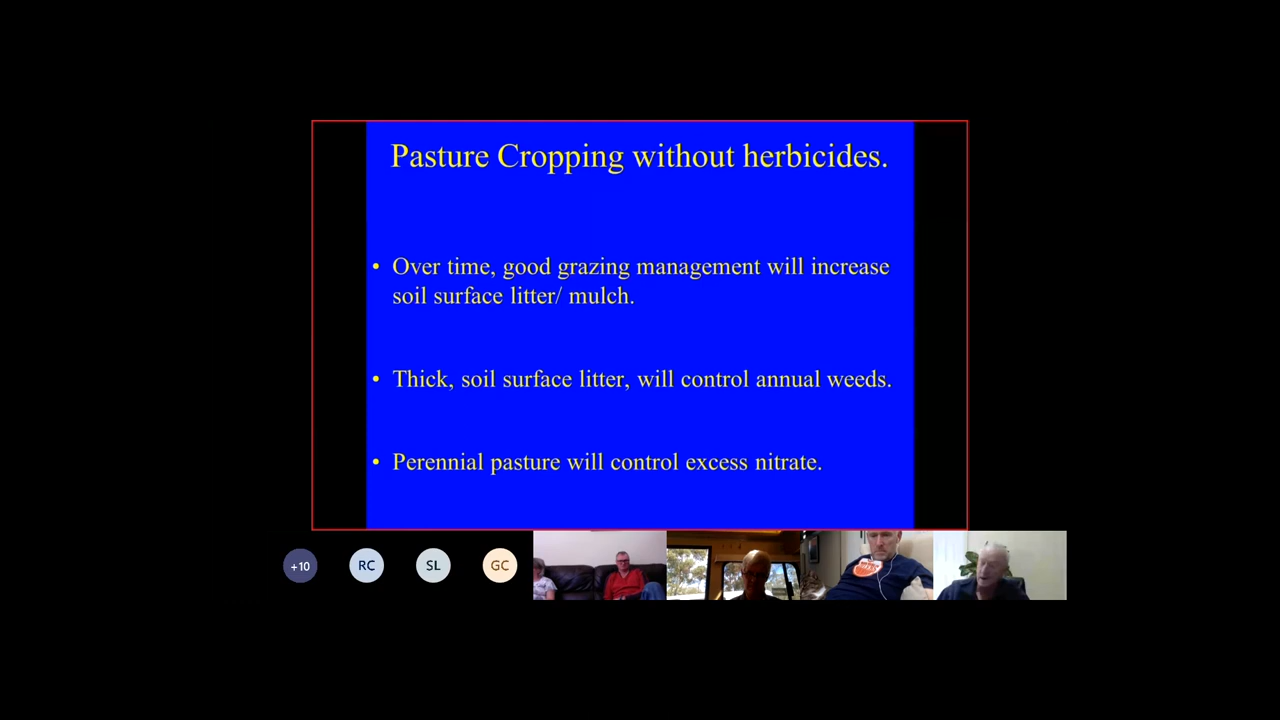 Pasture Cropping without herbicides.
• Over time, good grazing management will increase
soil surface litter/ mulch.
• Thick, soil surface litter, will control annual weeds.
• Perennial pasture will control excess nitrate.
+10
RC
SL
GC